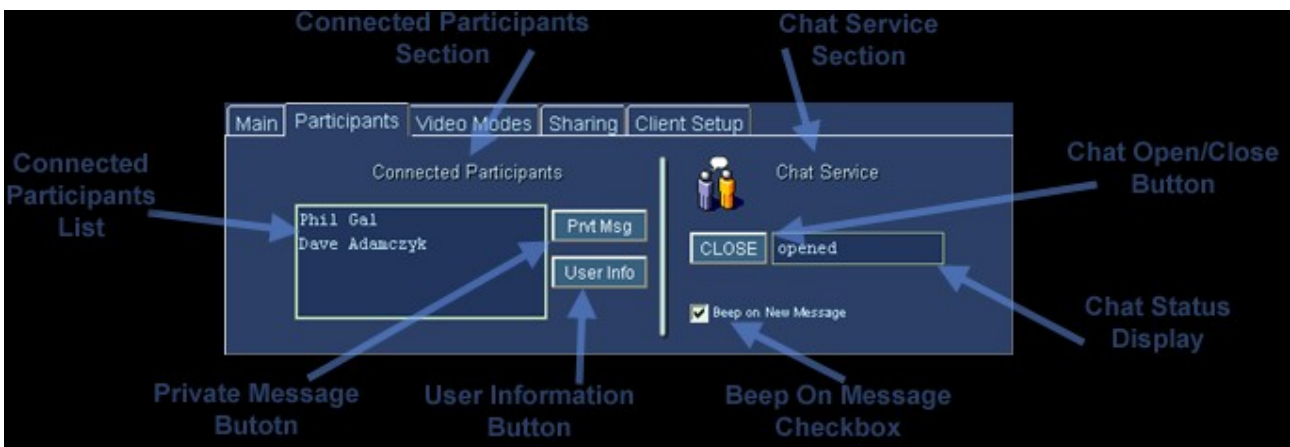 Connected Participants
Section
Chat Service
Section
Main
Participants
Video Modes
Sharing
Client Setup
Connected
Participants
List
Connected Participants
Chat Service
Chat Open/Close
Button
Phil Gal
Dave Adamczyk
Prvt Msg
User Info
CLOSE
opened
Beep on New Message
Chat Status
Display
Private Message
Butotn
User Information
Button
Beep On Message
Checkbox